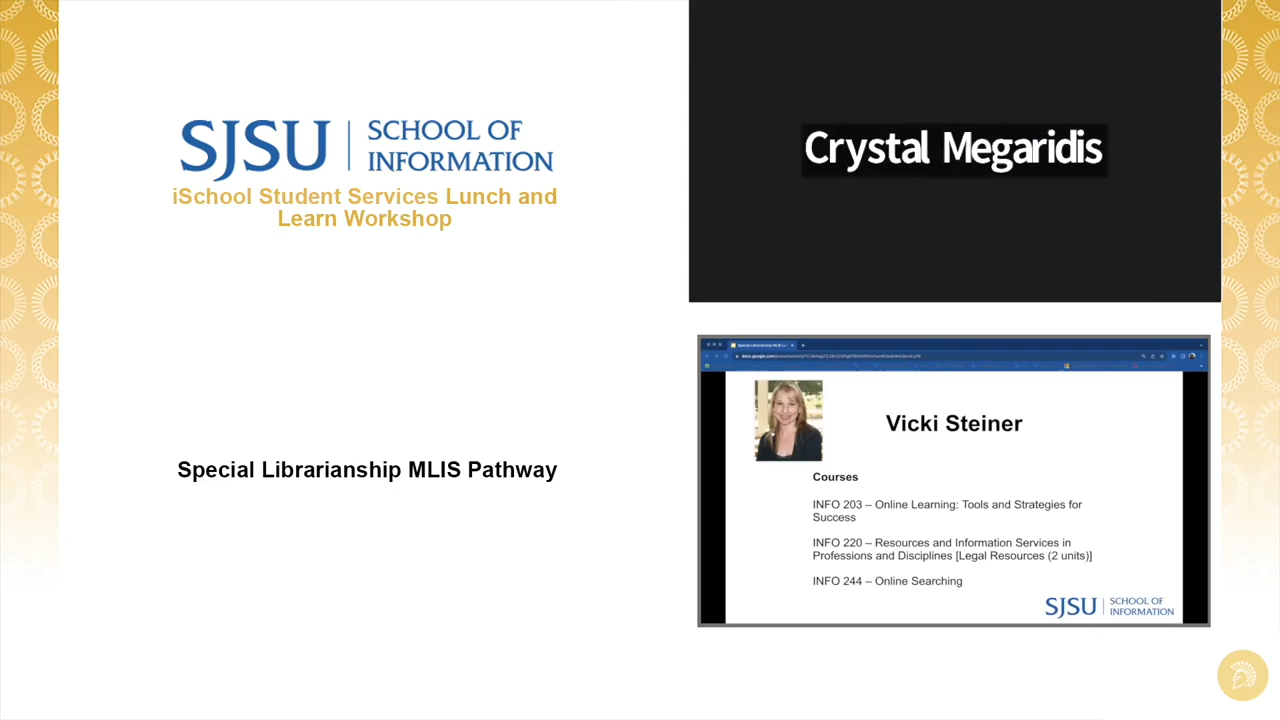 SJSU | SCHOOL OF
INFORMATION
iSchool Student Services Lunch and
Learn Workshop
Special Librarianship MLIS Pathway
Crystal Megaridis
Vicki Steiner
Courses
INFO 203 – Online Learning: Tools and Strategies for
Success
INFO 220 – Resources and Information Services in
Professions and Disciplines [Legal Resources (2 units)]
INFO 244 – Online Searching
SJSU | SCHOOL OF
INFORMATION